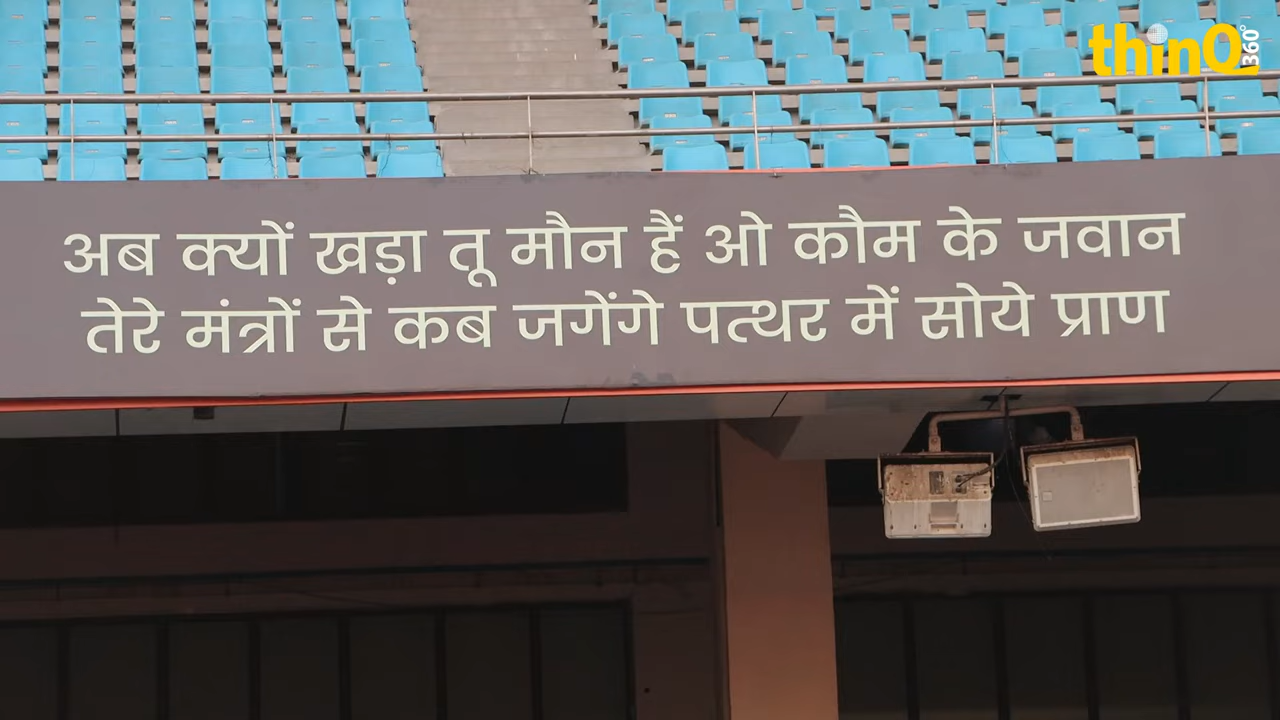 thinQ 360°
अब क्यों खड़ा तू मौन हैं ओ कौम के जवान
तेरे मंत्रों से कब जगेंगे पत्थर में सोये प्राण